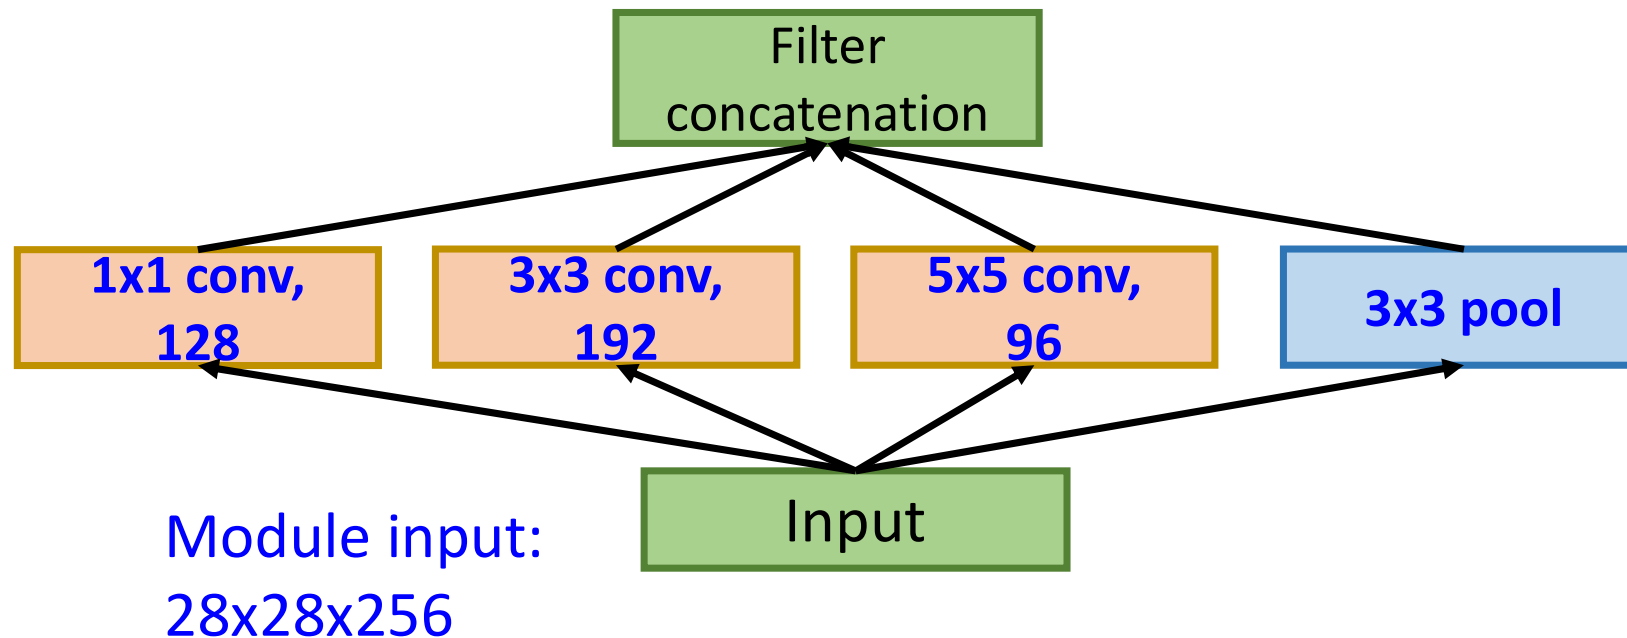 Filter
concatenation
1x1 conv,
128
3x3 conv,
192
5x5 conv,
96
3x3 pool
Input
Module input:
28x28x256